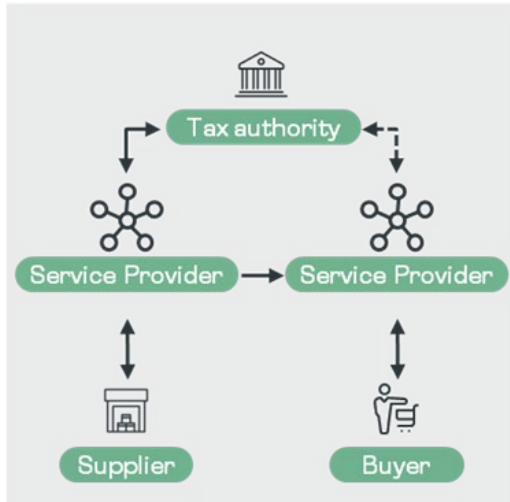 Tax authority
Service Provider
Service Provider
Supplier
Buyer